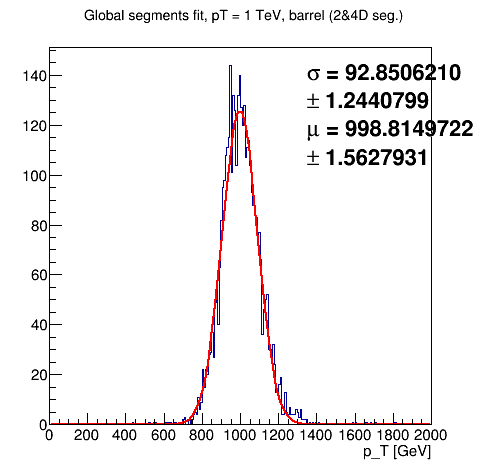 Global segments fit, pT = 1 TeV, barrel (2&4D seg.)
σ = 92.8506210
± 1.2440799
μ = 998.8149722
± 1.5627931
140
120
100
80
60
40
20
0
0 200 400 600 800 1000 1200 1400 1600 1800 2000
p_T [GeV]